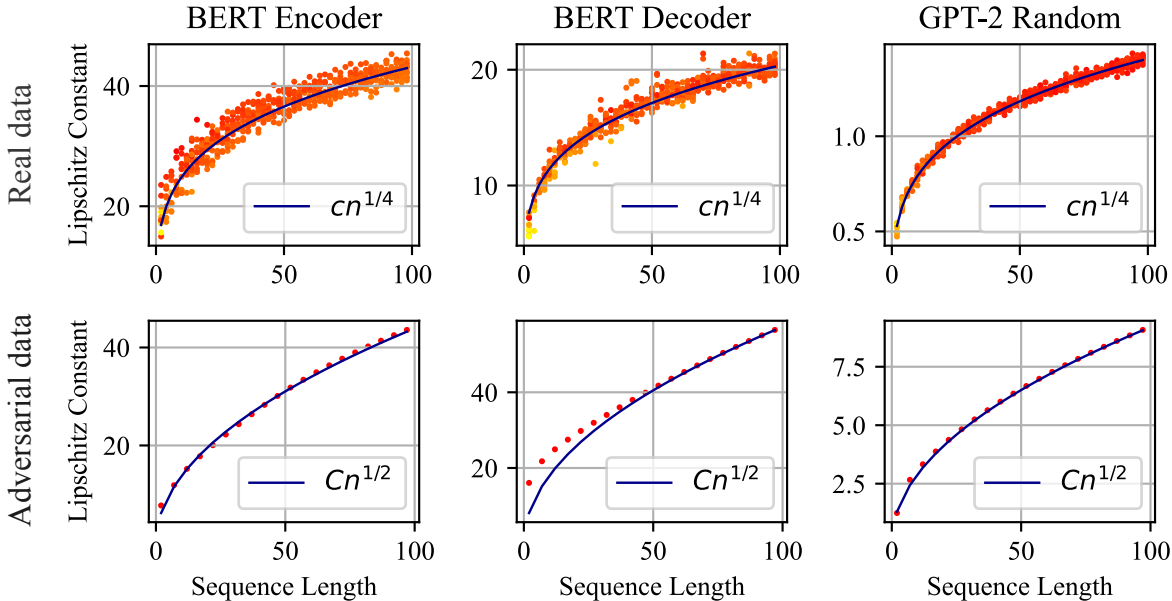 BERT Encoder
BERT Decoder
GPT-2 Random
Real data
Lipschitz Constant
40
20
0
50
100
cn^{1/4}
20
10
0
50
100
cn^{1/4}
1.0
0.5
0
50
100
cn^{1/4}
Adversarial data
Lipschitz Constant
40
20
0
50
100
Cn^{1/2}
Sequence Length
40
20
0
50
100
Cn^{1/2}
Sequence Length
7.5
5.0
2.5
0
50
100
Cn^{1/2}
Sequence Length